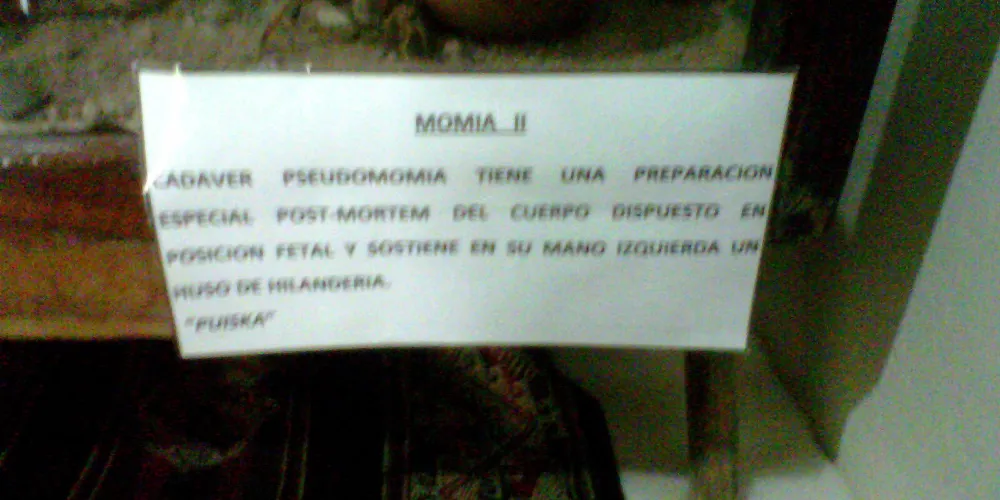 MOMIA II
CADAVER PSEUDOMOMIA TIENE UNA PREPARACION
ESPECIAL POST-MORTEM DEL CUERPO DISPUESTO EN
POSICION FETAL Y SOSTIENE EN SU MANO IZQUIERDA UN
HUSO DE HILANDERIA.
"PUISKA"